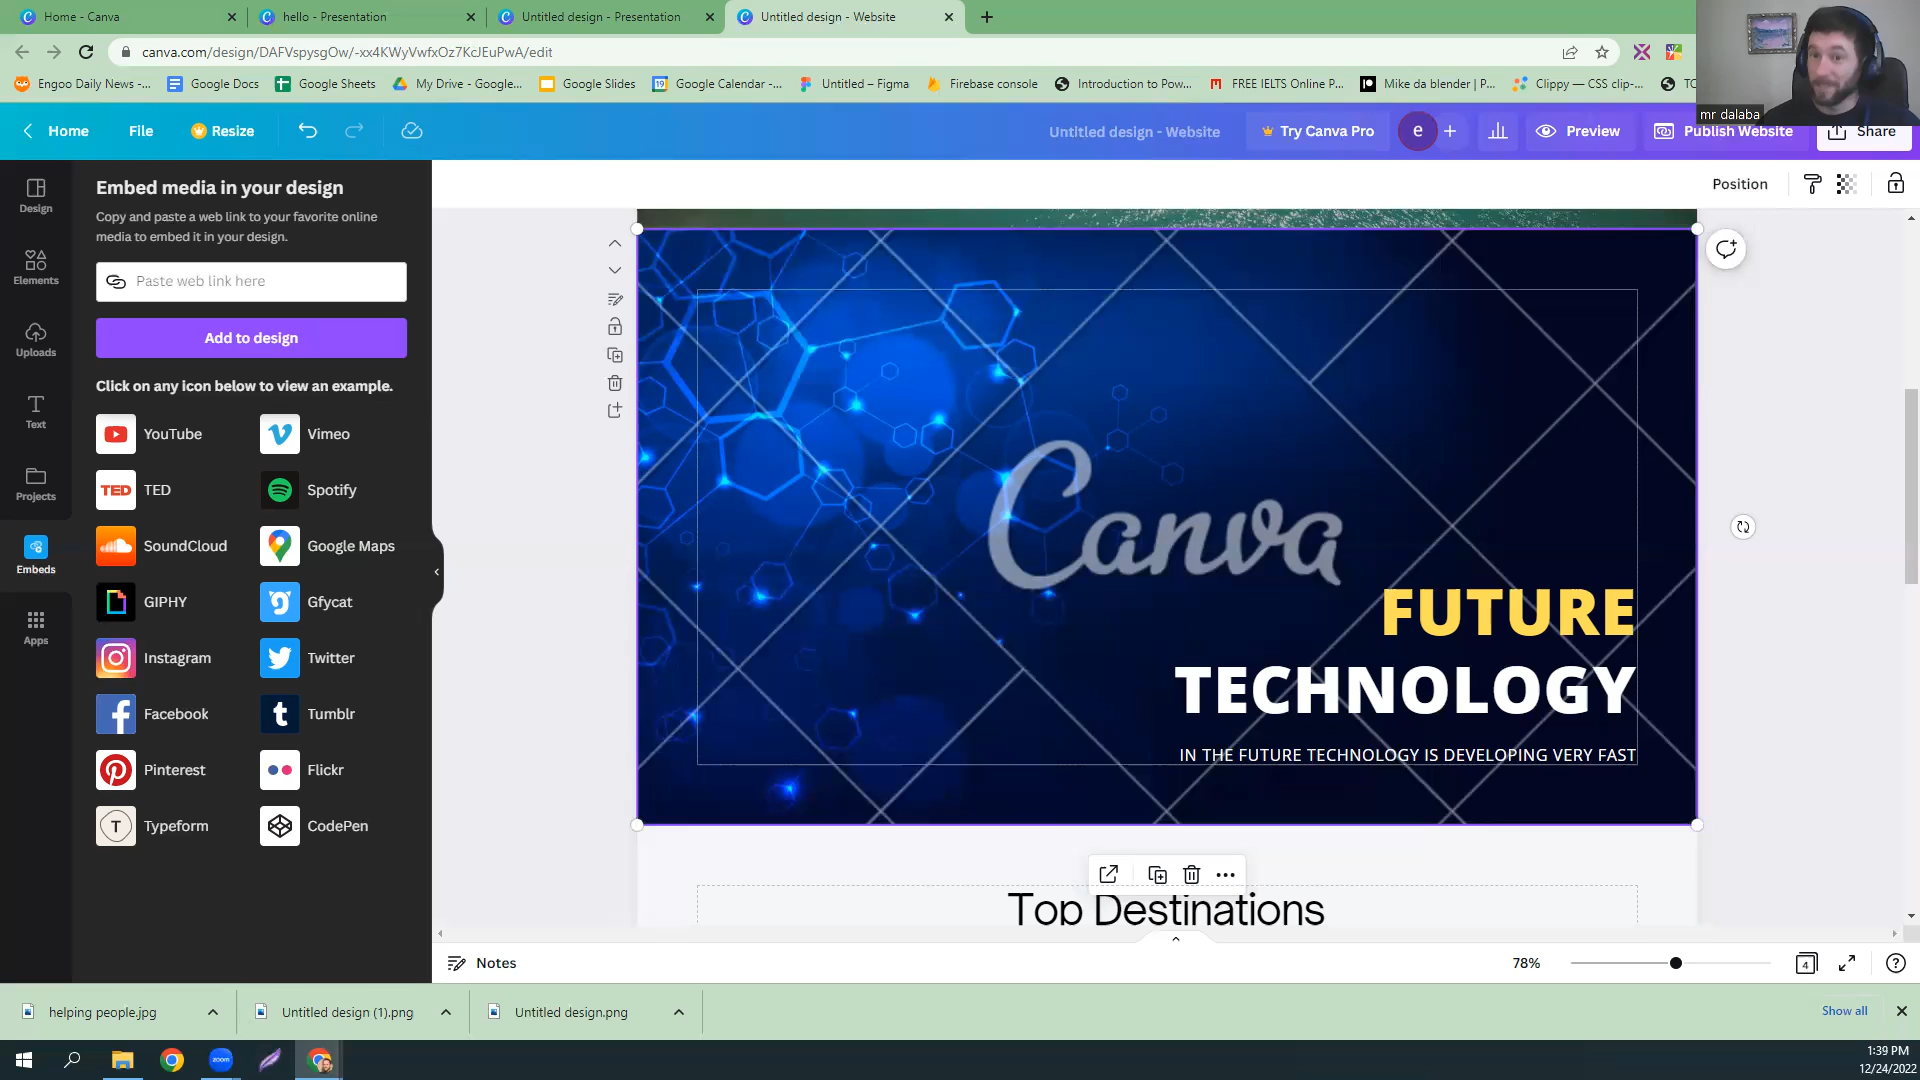 Home - Canva
hello - Presentation
Untitled design - Presentation
Untitled design - Website
canva.com/design/DAFVspysgOw/-xx4KWyVwfxOz7KcJEuPwA/edit
Engoo Daily News -...
Google Docs
Google Sheets
My Drive - Google...
Google Slides
Google Calendar -...
Untitled – Figma
Firebase console
Introduction to Pow...
FREE IELTS Online P...
Mike da blender | P...
Clippy — CSS clip-...
mr dalaba
Home
File
Resize
Untitled design - Website
Try Canva Pro
e
Preview
Publish Website
Share
Design
Elements
Uploads
Text
Projects
Embeds
Apps
Embed media in your design
Copy and paste a web link to your favorite online
media to embed it in your design.
Paste web link here
Add to design
Click on any icon below to view an example.
YouTube
Vimeo
TED
TED
Spotify
SoundCloud
Google Maps
GIPHY
Gfycat
Instagram
Twitter
Facebook
Tumblr
Pinterest
Flickr
T
Typeform
CodePen
Position
Canva
FUTURE
TECHNOLOGY
IN THE FUTURE TECHNOLOGY IS DEVELOPING VERY FAST
Top Destinations
Notes
78%
4
helping people.jpg
Untitled design (1).png
Untitled design.png
Show all
zoom
1:39 PM
12/24/2022